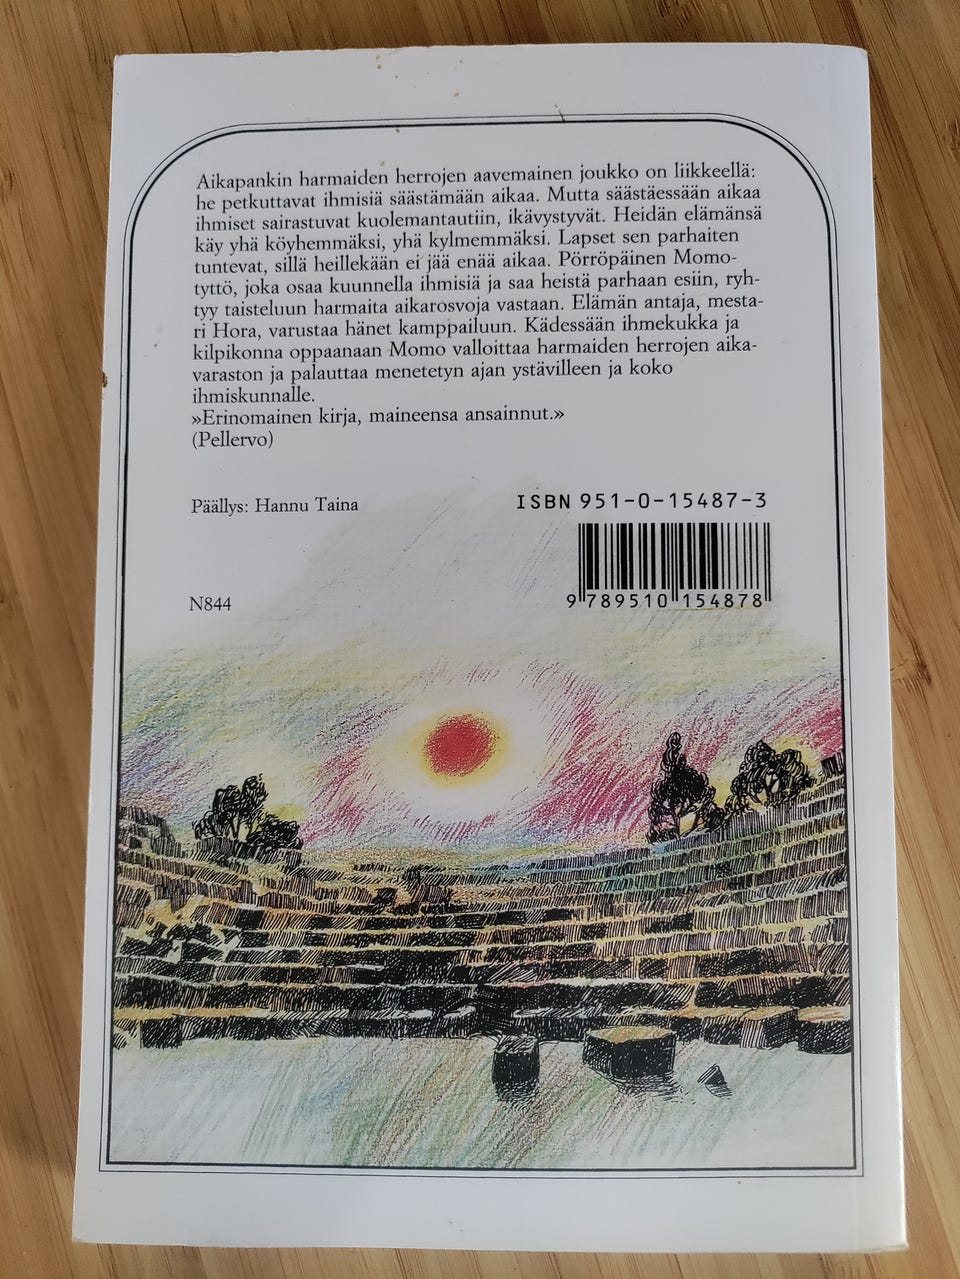 Aikapankin harmaiden herrojen aavemainen joukko on liikkeellä:
he petkuttavat ihmisiä säästämään aikaa. Mutta säästäessään aikaa
ihmiset sairastuvat kuolemantautiin, ikävystyvät. Heidän elämänsä
käy yhä köyhemmäksi, yhä kylmemmäksi. Lapset sen parhaiten
tuntevat, sillä heillekään ei jää enää aikaa. Pörröpäinen Momo-
tyttö, joka osaa kuunnella ihmisiä ja saa heistä parhaan esiin, ryh-
tyy taisteluun harmaita aikarosvoja vastaan. Elämän antaja, mesta-
ri Hora, varustaa hänet kamppailuun. Kädessään ihmekukka ja
kilpikonna oppaanaan Momo valloittaa harmaiden herrojen aika-
varaston ja palauttaa menetetyn ajan ystävilleen ja koko
ihmiskunnalle.
»Erinomainen kirja, maineensa ansainnut.»
(Pellervo)
Päällys: Hannu Taina
ISBN 951-0-15487-3
9 789510 154878
N844